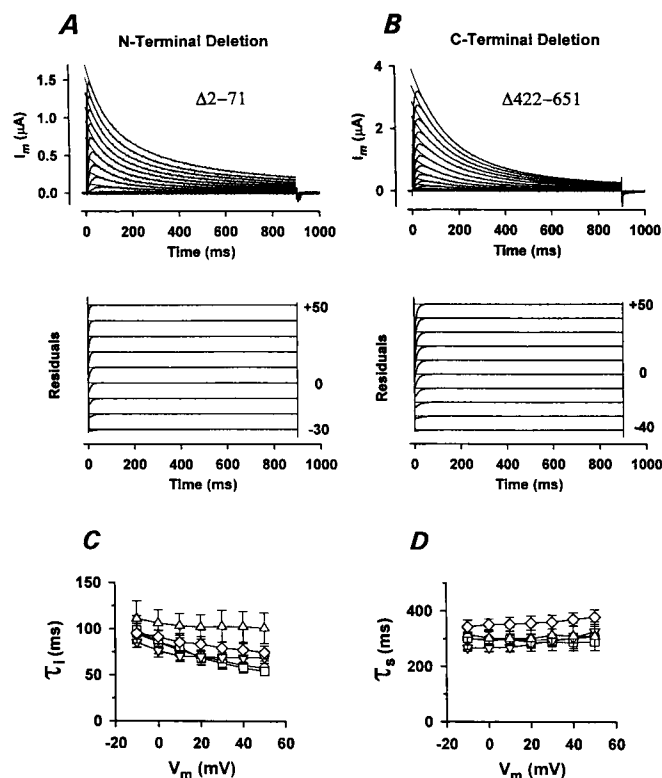 A
N-Terminal Deletion
Δ2–71
I_m (μA)
1.5
1.0
0.5
0.0
0 200 400 600 800 1000
Time (ms)
Residuals
+50
0
-30
0 200 400 600 800 1000
Time (ms)
B
C-Terminal Deletion
Δ422–651
I_m (μA)
4
2
0
0 200 400 600 800 1000
Time (ms)
Residuals
+50
0
-40
0 200 400 600 800 1000
Time (ms)
C
τ_i (ms)
150
100
50
0
-20 0 20 40 60
V_m (mV)
D
τ_s (ms)
400
200
0
-20 0 20 40 60
V_m (mV)